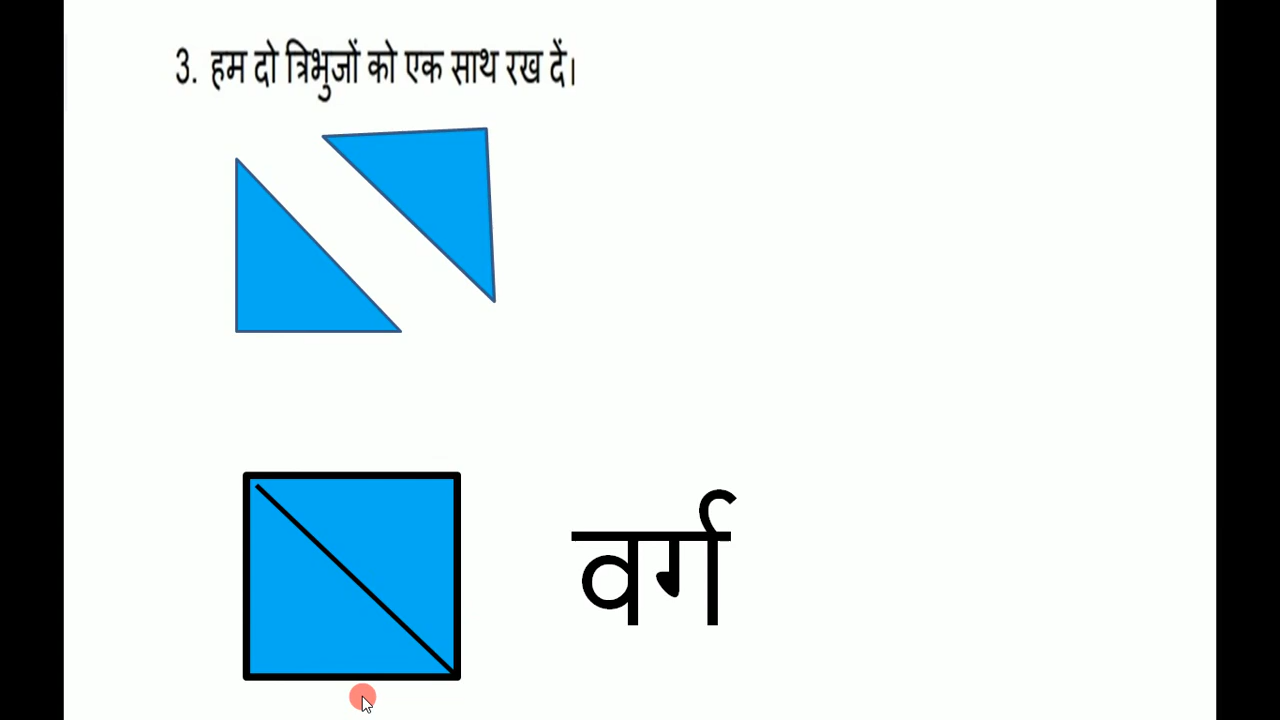 3. हम दो त्रिभुजों को एक साथ रख दें।
वर्ग